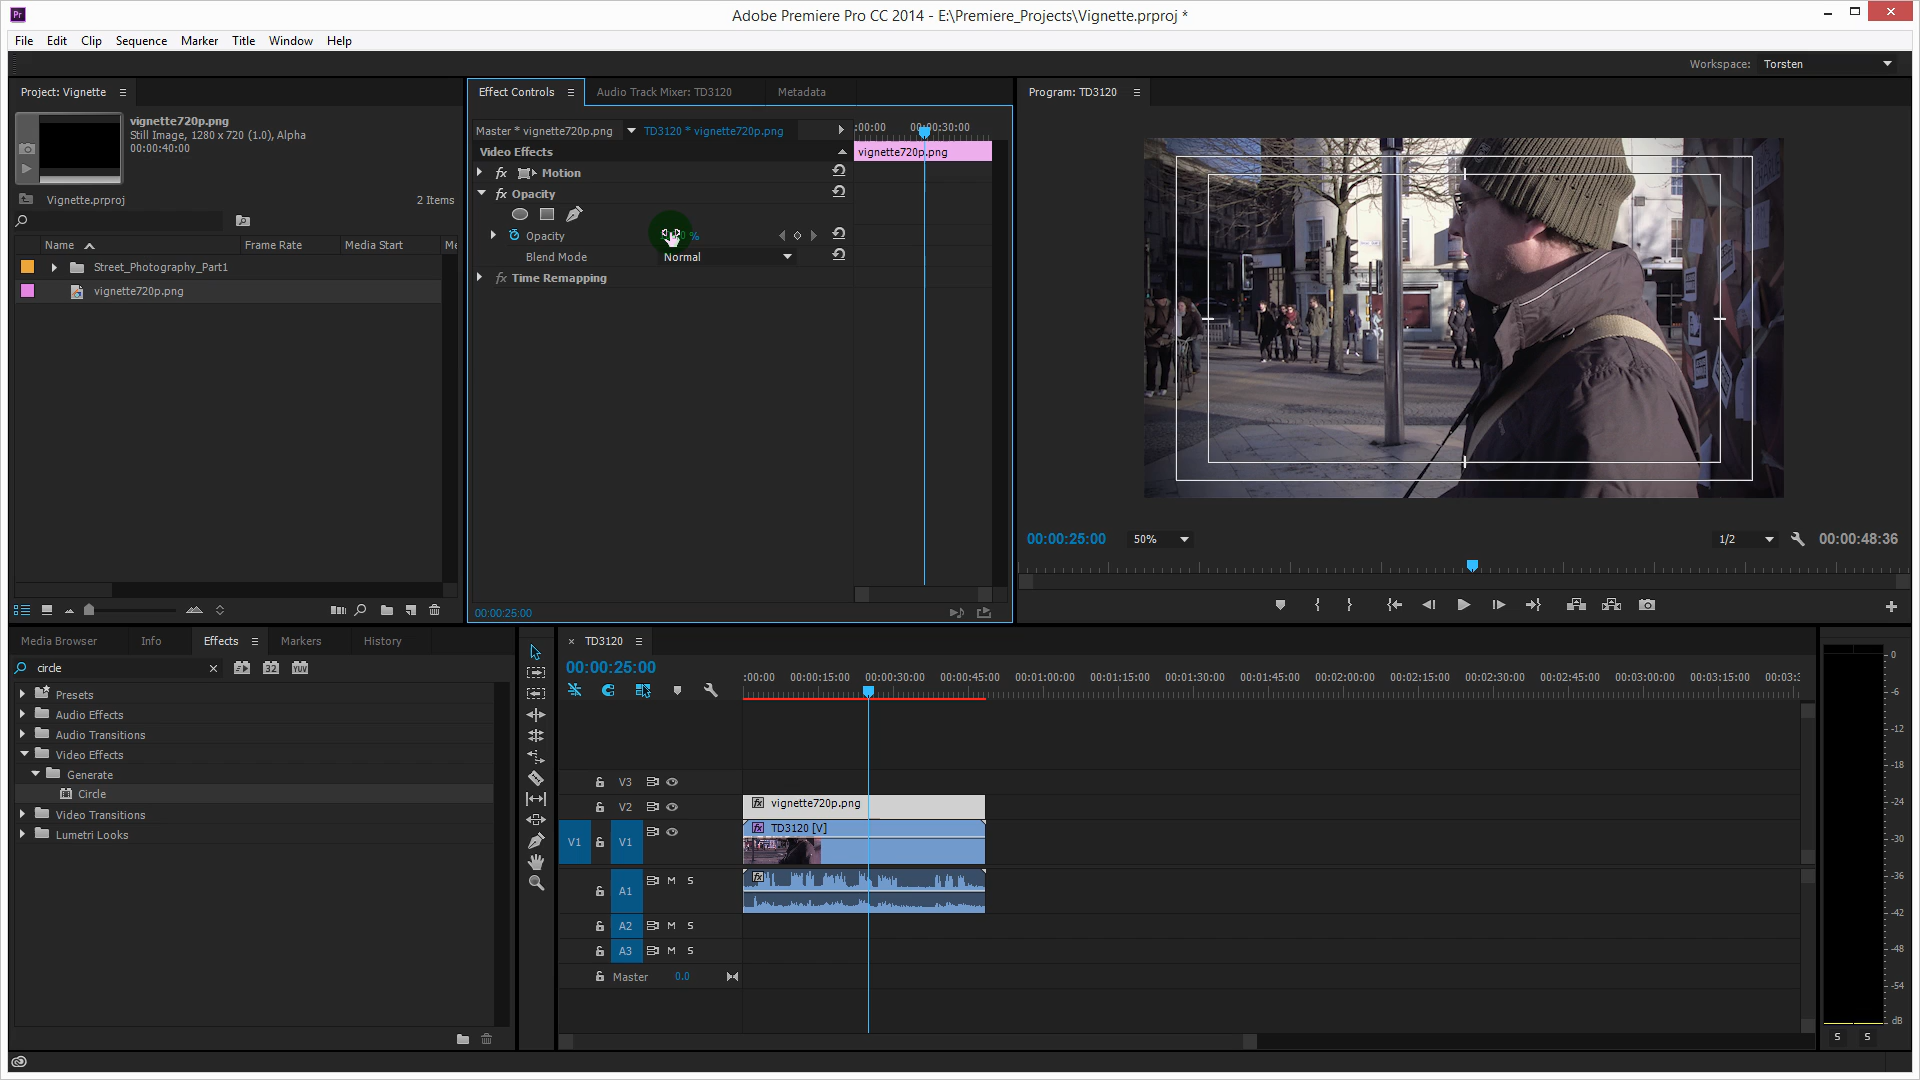 Adobe Premiere Pro CC 2014 - E:\Premiere_Projects\Vignette.prproj *
File Edit Clip Sequence Marker Title Window Help
Workspace: Torsten
Project: Vignette
vignette720p.png
Still Image, 1280 x 720 (1.0), Alpha
00:00:40:00
Vignette.prproj 2 Items
Name Frame Rate Media Start Me
Street_Photography_Part1
vignette720p.png
Effect Controls Audio Track Mixer: TD3120 Metadata
Master * vignette720p.png TD3120 * vignette720p.png
:00:00 00:00:30:00
Video Effects vignette720p.png
fx Motion
fx Opacity
Opacity %
Blend Mode Normal
fx Time Remapping
00:00:25:00
Program: TD3120
00:00:25:00 50% 1/2 00:00:48:36
Media Browser Info Effects Markers History
circle 32 YUV
Presets
Audio Effects
Audio Transitions
Video Effects
Generate
Circle
Video Transitions
Lumetri Looks
× TD3120
00:00:25:00
:00:00 00:00:15:00 00:00:30:00 00:00:45:00 00:01:00:00 00:01:15:00 00:01:30:00 00:01:45:00 00:02:00:00 00:02:15:00 00:02:30:00 00:02:45:00 00:03:00:00 00:03:15:00 00:03:3
V3
V2 fx vignette720p.png
V1 V1 fx TD3120 [V]
A1 M S fx
A2 M S
A3 M S
Master 0.0
0
-6
-12
-18
-24
-30
-36
-42
-48
-54
dB
S S